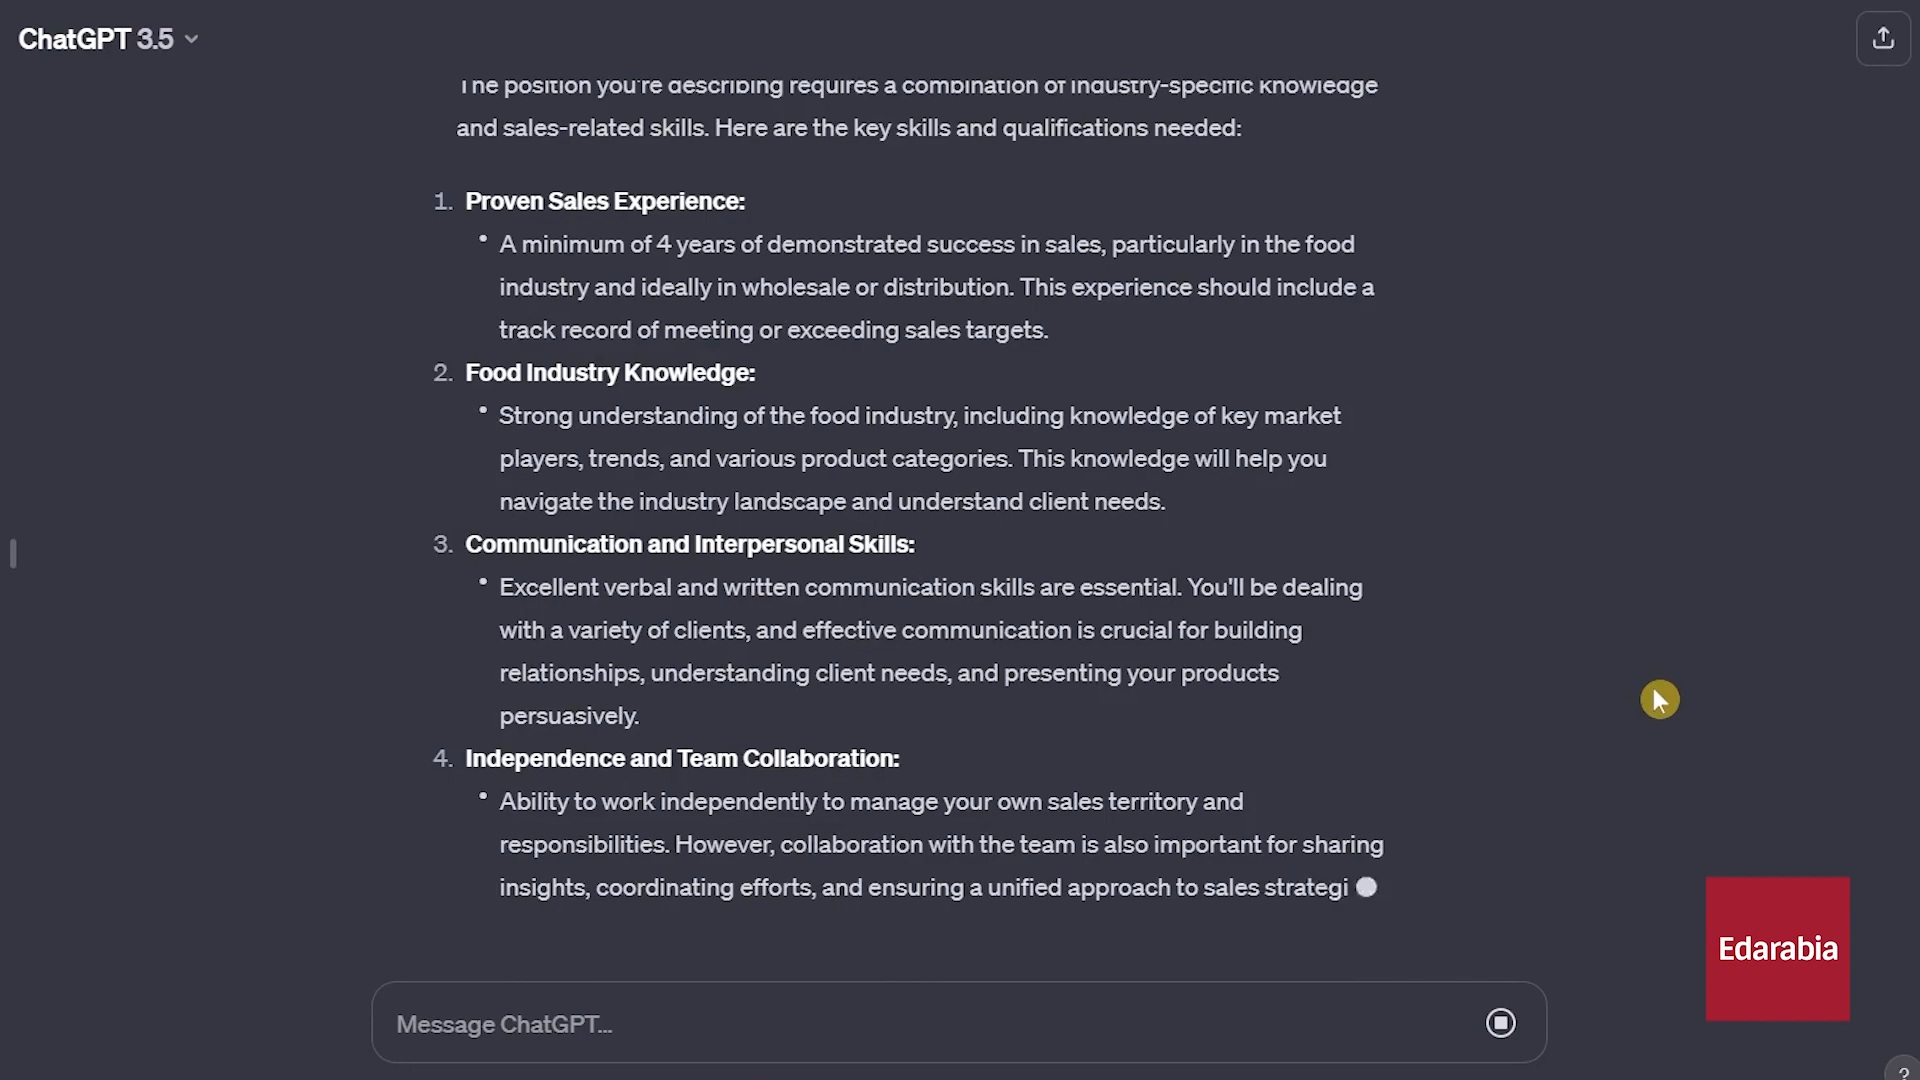 ChatGPT 3.5
The position you're describing requires a combination of industry-specific knowledge
and sales-related skills. Here are the key skills and qualifications needed:
1. Proven Sales Experience:
• A minimum of 4 years of demonstrated success in sales, particularly in the food
industry and ideally in wholesale or distribution. This experience should include a
track record of meeting or exceeding sales targets.
2. Food Industry Knowledge:
• Strong understanding of the food industry, including knowledge of key market
players, trends, and various product categories. This knowledge will help you
navigate the industry landscape and understand client needs.
3. Communication and Interpersonal Skills:
• Excellent verbal and written communication skills are essential. You'll be dealing
with a variety of clients, and effective communication is crucial for building
relationships, understanding client needs, and presenting your products
persuasively.
4. Independence and Team Collaboration:
• Ability to work independently to manage your own sales territory and
responsibilities. However, collaboration with the team is also important for sharing
insights, coordinating efforts, and ensuring a unified approach to sales strategi
Edarabia
Message ChatGPT...
?